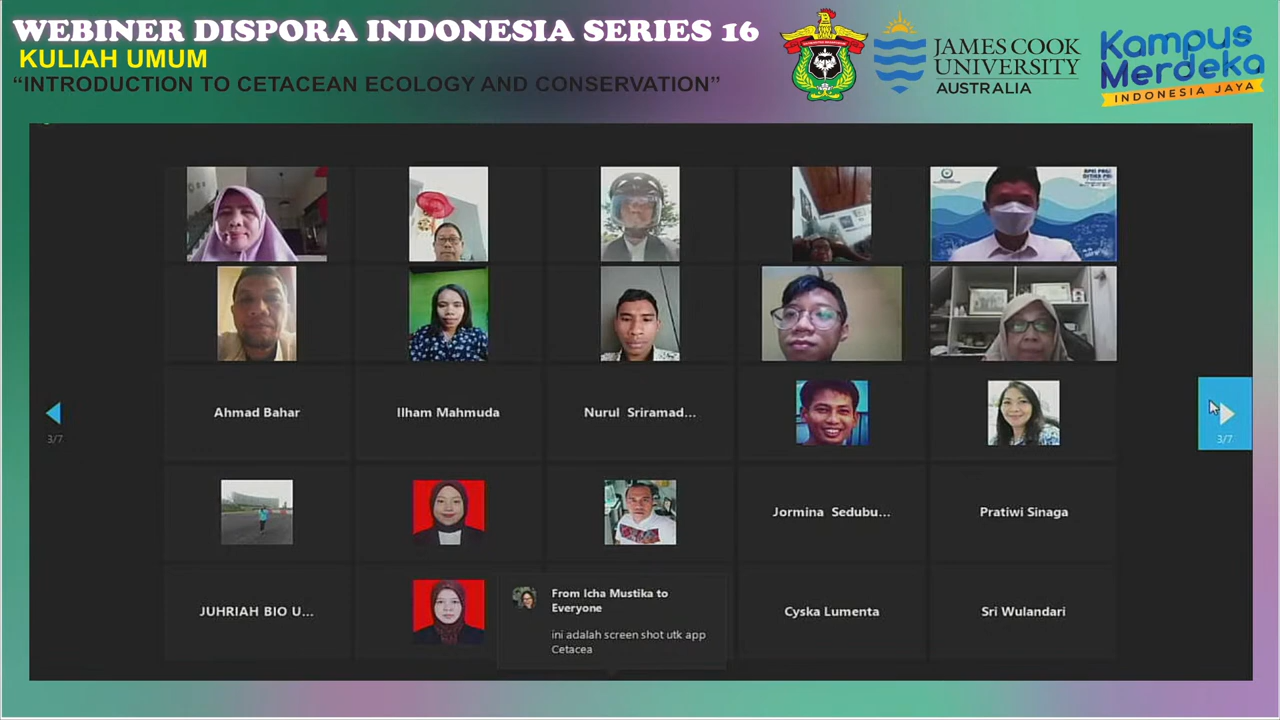 WEBINER DISPORA INDONESIA SERIES 16
KULIAH UMUM
“INTRODUCTION TO CETACEAN ECOLOGY AND CONSERVATION”
JAMES COOK
UNIVERSITY
AUSTRALIA
Kampus
Merdeka
INDONESIA JAYA
Ahmad Bahar
Ilham Mahmuda
Nurul Sriramad...
3/7
3/7
Jormina Sedubu...
Pratiwi Sinaga
JUHRIAH BIO U...
From Icha Mustika to
Everyone
ini adalah screen shot utk app
Cetacea
Cyska Lumenta
Sri Wulandari